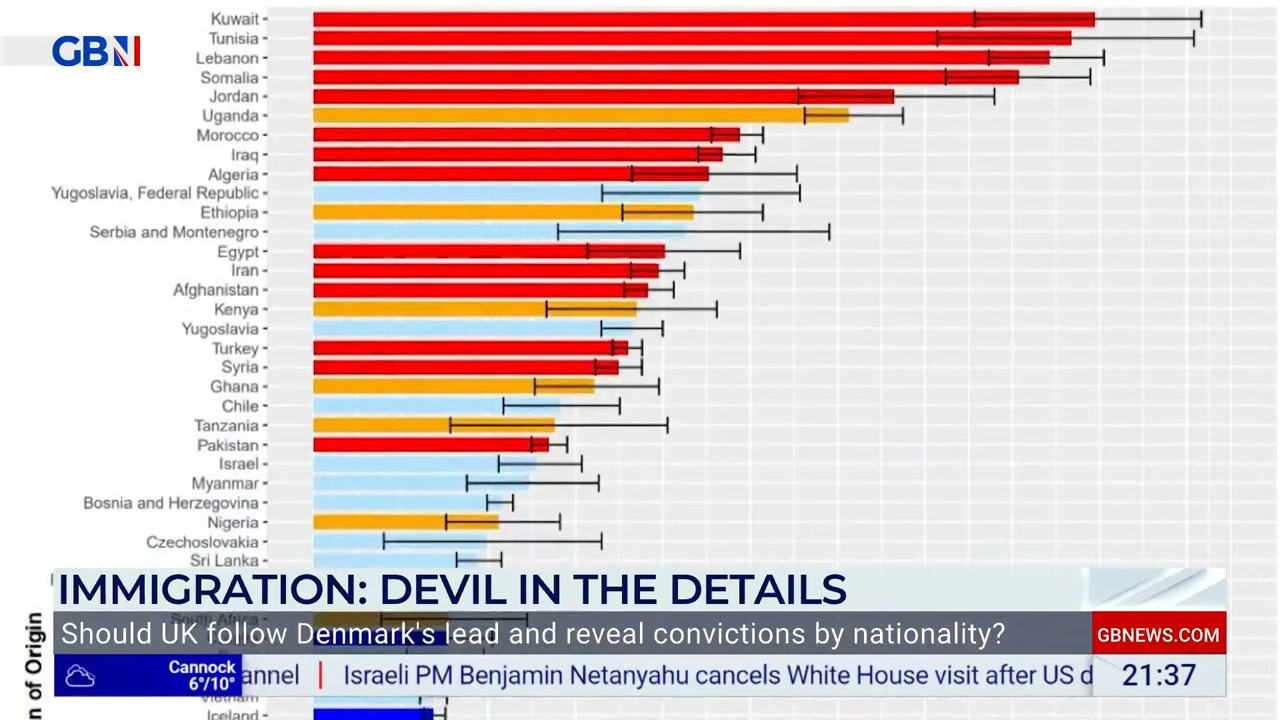 GBN
Kuwait
Tunisia
Lebanon
Somalia
Jordan
Uganda
Morocco
Iraq
Algeria
Yugoslavia, Federal Republic
Ethiopia
Serbia and Montenegro
Egypt
Iran
Afghanistan
Kenya
Yugoslavia
Turkey
Syria
Ghana
Chile
Tanzania
Pakistan
Israel
Myanmar
Bosnia and Herzegovina
Nigeria
Czechoslovakia
Sri Lanka
IMMIGRATION: DEVIL IN THE DETAILS
South Africa
Should UK follow Denmark's lead and reveal convictions by nationality?
GBNEWS.COM
Cannock
6°/10°
annel | Israeli PM Benjamin Netanyahu cancels White House visit after US d
21:37
Vietnam
Iceland
n of Origin